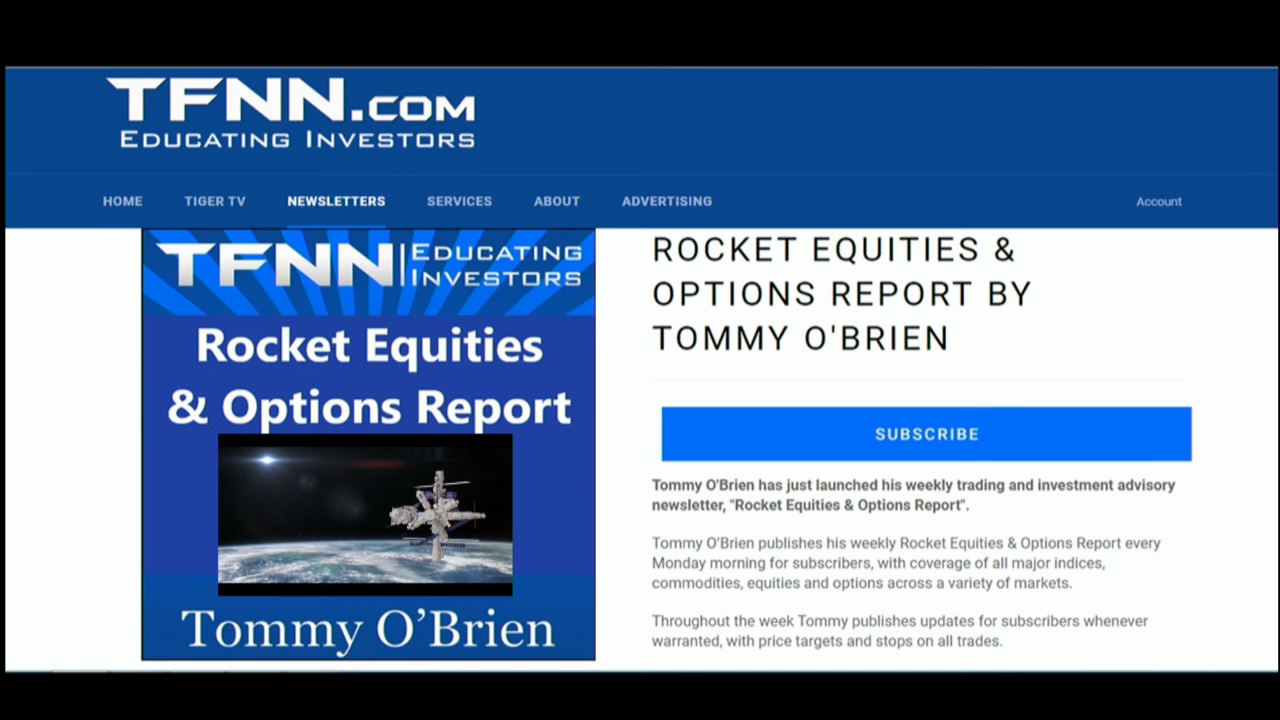 TFNN.COM
EDUCATING INVESTORS
HOME TIGER TV NEWSLETTERS SERVICES ABOUT ADVERTISING Account
TFNN | EDUCATING
INVESTORS
Rocket Equities
& Options Report
Tommy O’Brien
ROCKET EQUITIES &
OPTIONS REPORT BY
TOMMY O'BRIEN
SUBSCRIBE
Tommy O'Brien has just launched his weekly trading and investment advisory
newsletter, "Rocket Equities & Options Report".
Tommy O'Brien publishes his weekly Rocket Equities & Options Report every
Monday morning for subscribers, with coverage of all major indices,
commodities, equities and options across a variety of markets.
Throughout the week Tommy publishes updates for subscribers whenever
warranted, with price targets and stops on all trades.